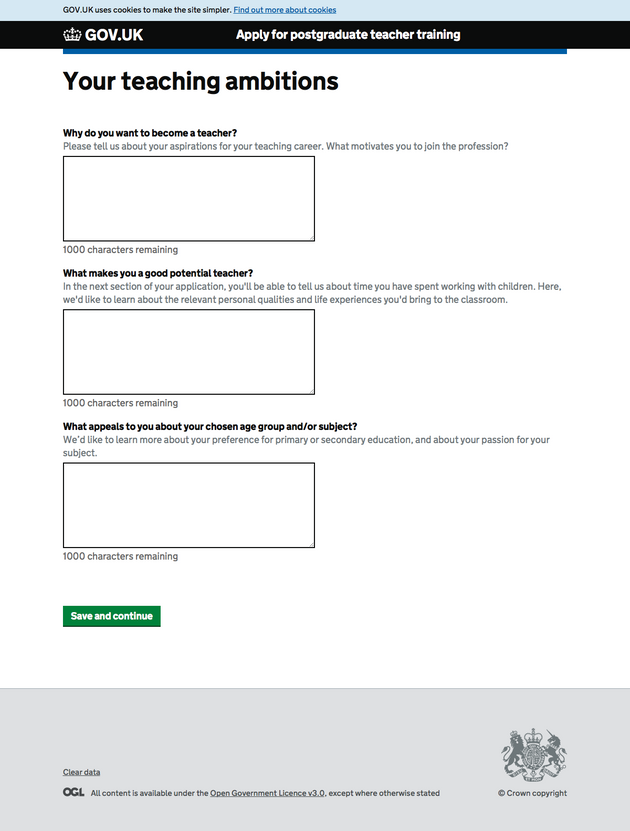 GOV.UK uses cookies to make the site simpler. Find out more about cookies
GOV.UK Apply for postgraduate teacher training
Your teaching ambitions
Why do you want to become a teacher?
Please tell us about your aspirations for your teaching career. What motivates you to join the profession?
1000 characters remaining
What makes you a good potential teacher?
In the next section of your application, you'll be able to tell us about time you have spent working with children. Here,
we'd like to learn about the relevant personal qualities and life experiences you'd bring to the classroom.
1000 characters remaining
What appeals to you about your chosen age group and/or subject?
We'd like to learn more about your preference for primary or secondary education, and about your passion for your
subject.
1000 characters remaining
Save and continue
Clear data
OGL All content is available under the Open Government Licence v3.0, except where otherwise stated
© Crown copyright